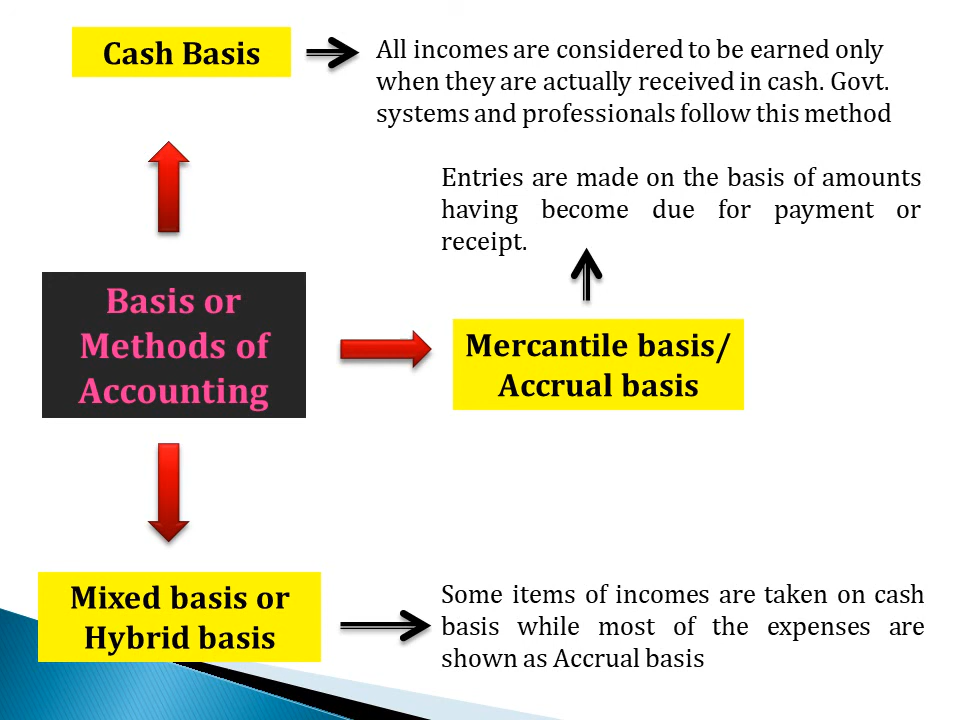 Cash Basis
All incomes are considered to be earned only
when they are actually received in cash. Govt.
systems and professionals follow this method
Entries are made on the basis of amounts
having become due for payment or
receipt.
Basis or
Methods of
Accounting
Mercantile basis/
Accrual basis
Mixed basis or
Hybrid basis
Some items of incomes are taken on cash
basis while most of the expenses are
shown as Accrual basis